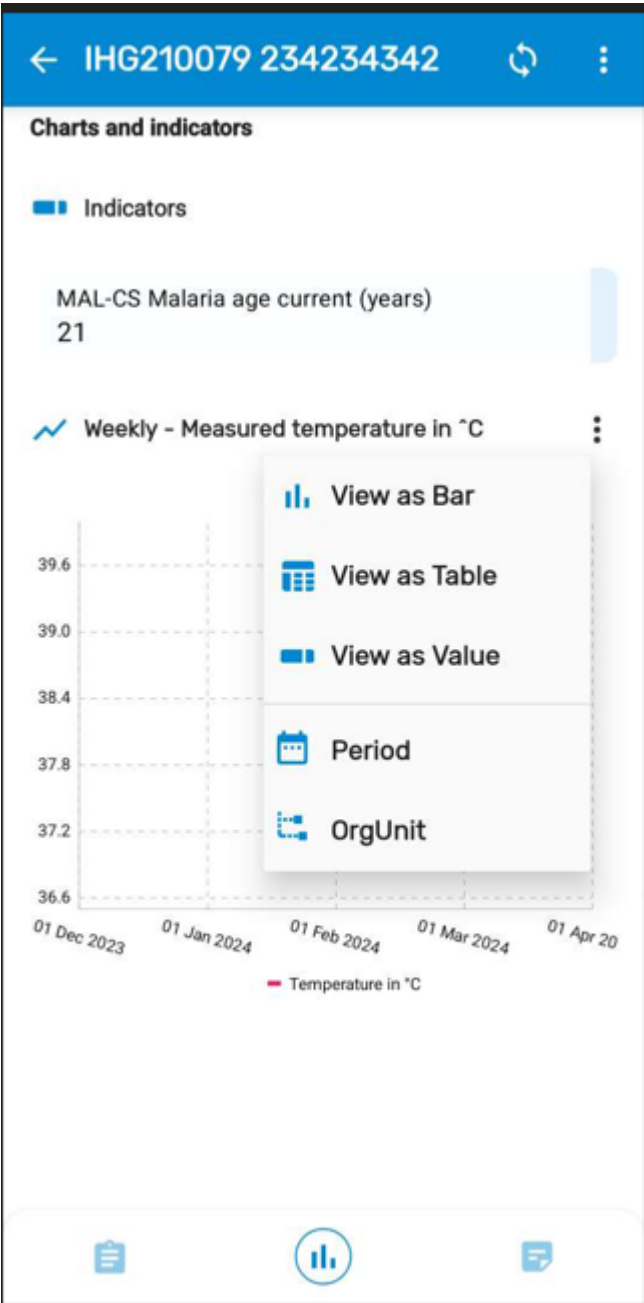 IHG210079 234234342
Charts and indicators
Indicators
MAL-CS Malaria age current (years)
21
Weekly - Measured temperature in ˆC
View as Bar
View as Table
View as Value
Period
OrgUnit
39.6
39.0
38.4
37.8
37.2
36.6
01 Dec 2023
01 Jan 2024
01 Feb 2024
01 Mar 2024
01 Apr 20
Temperature in °C